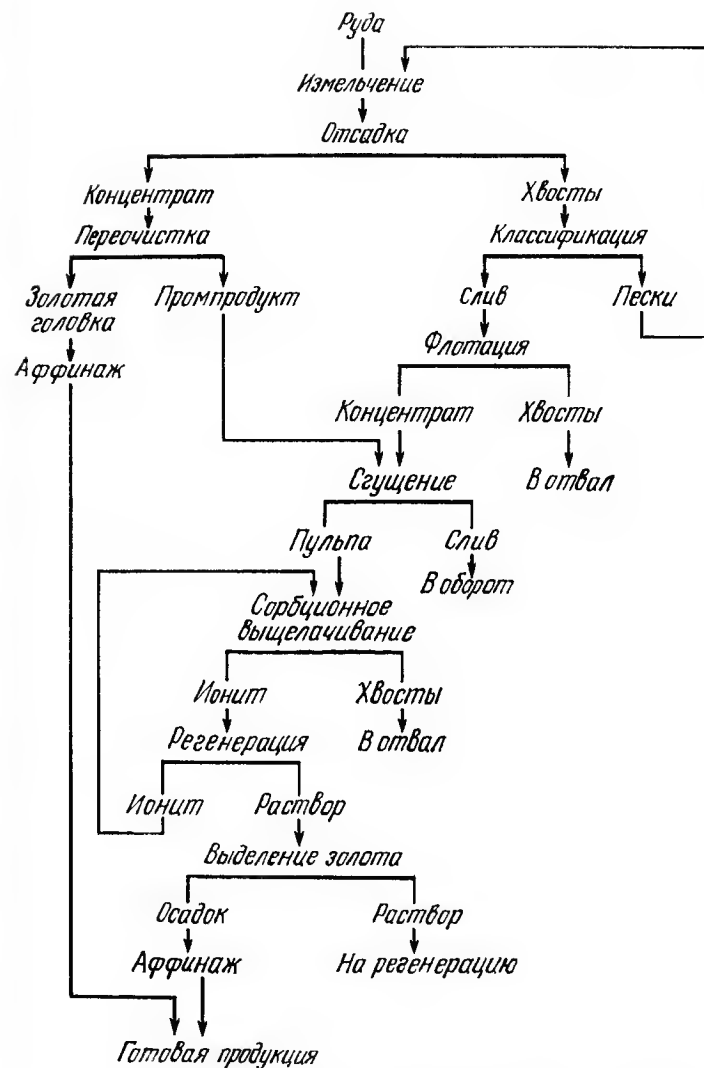 Руда
Измельчение
Отсадка
Концентрат
Хвосты
Переочистка
Классификация
Золотая
головка
Промпродукт
Слив
Пески
Аффинаж
Флотация
Концентрат
Хвосты
Сгущение
В отвал
Пульпа
Слив
В оборот
Сорбционное
выщелачивание
Ионит
Хвосты
Регенерация
В отвал
Ионит
Раствор
Выделение золота
Осадок
Раствор
Аффинаж
На регенерацию
Готовая продукция